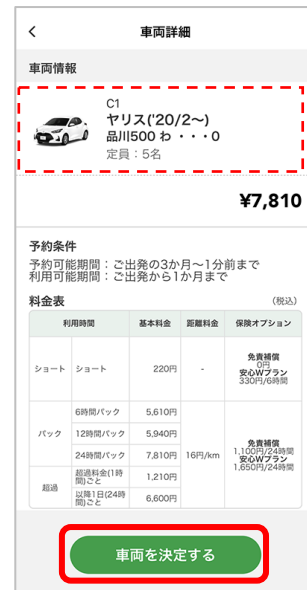 車両詳細
車両情報
C1
ヤリス('20/2〜)
品川500 わ ・・・0
定員：5名
¥7,810
予約条件
予約可能期間：ご出発の3か月〜1分前まで
利用可能期間：ご出発から1か月まで
料金表 (税込)
利用時間 基本料金 距離料金 保険オプション
ショート ショート 220円 - 免責補償
0円
安心Wプラン
330円/6時間
パック 6時間パック 5,610円
12時間パック 5,940円
24時間パック 7,810円 16円/km 免責補償
1,100円/24時間
安心Wプラン
1,650円/24時間
超過 超過料金(1時
間)ごと 1,210円
以降1日(24時
間)ごと 6,600円
車両を決定する